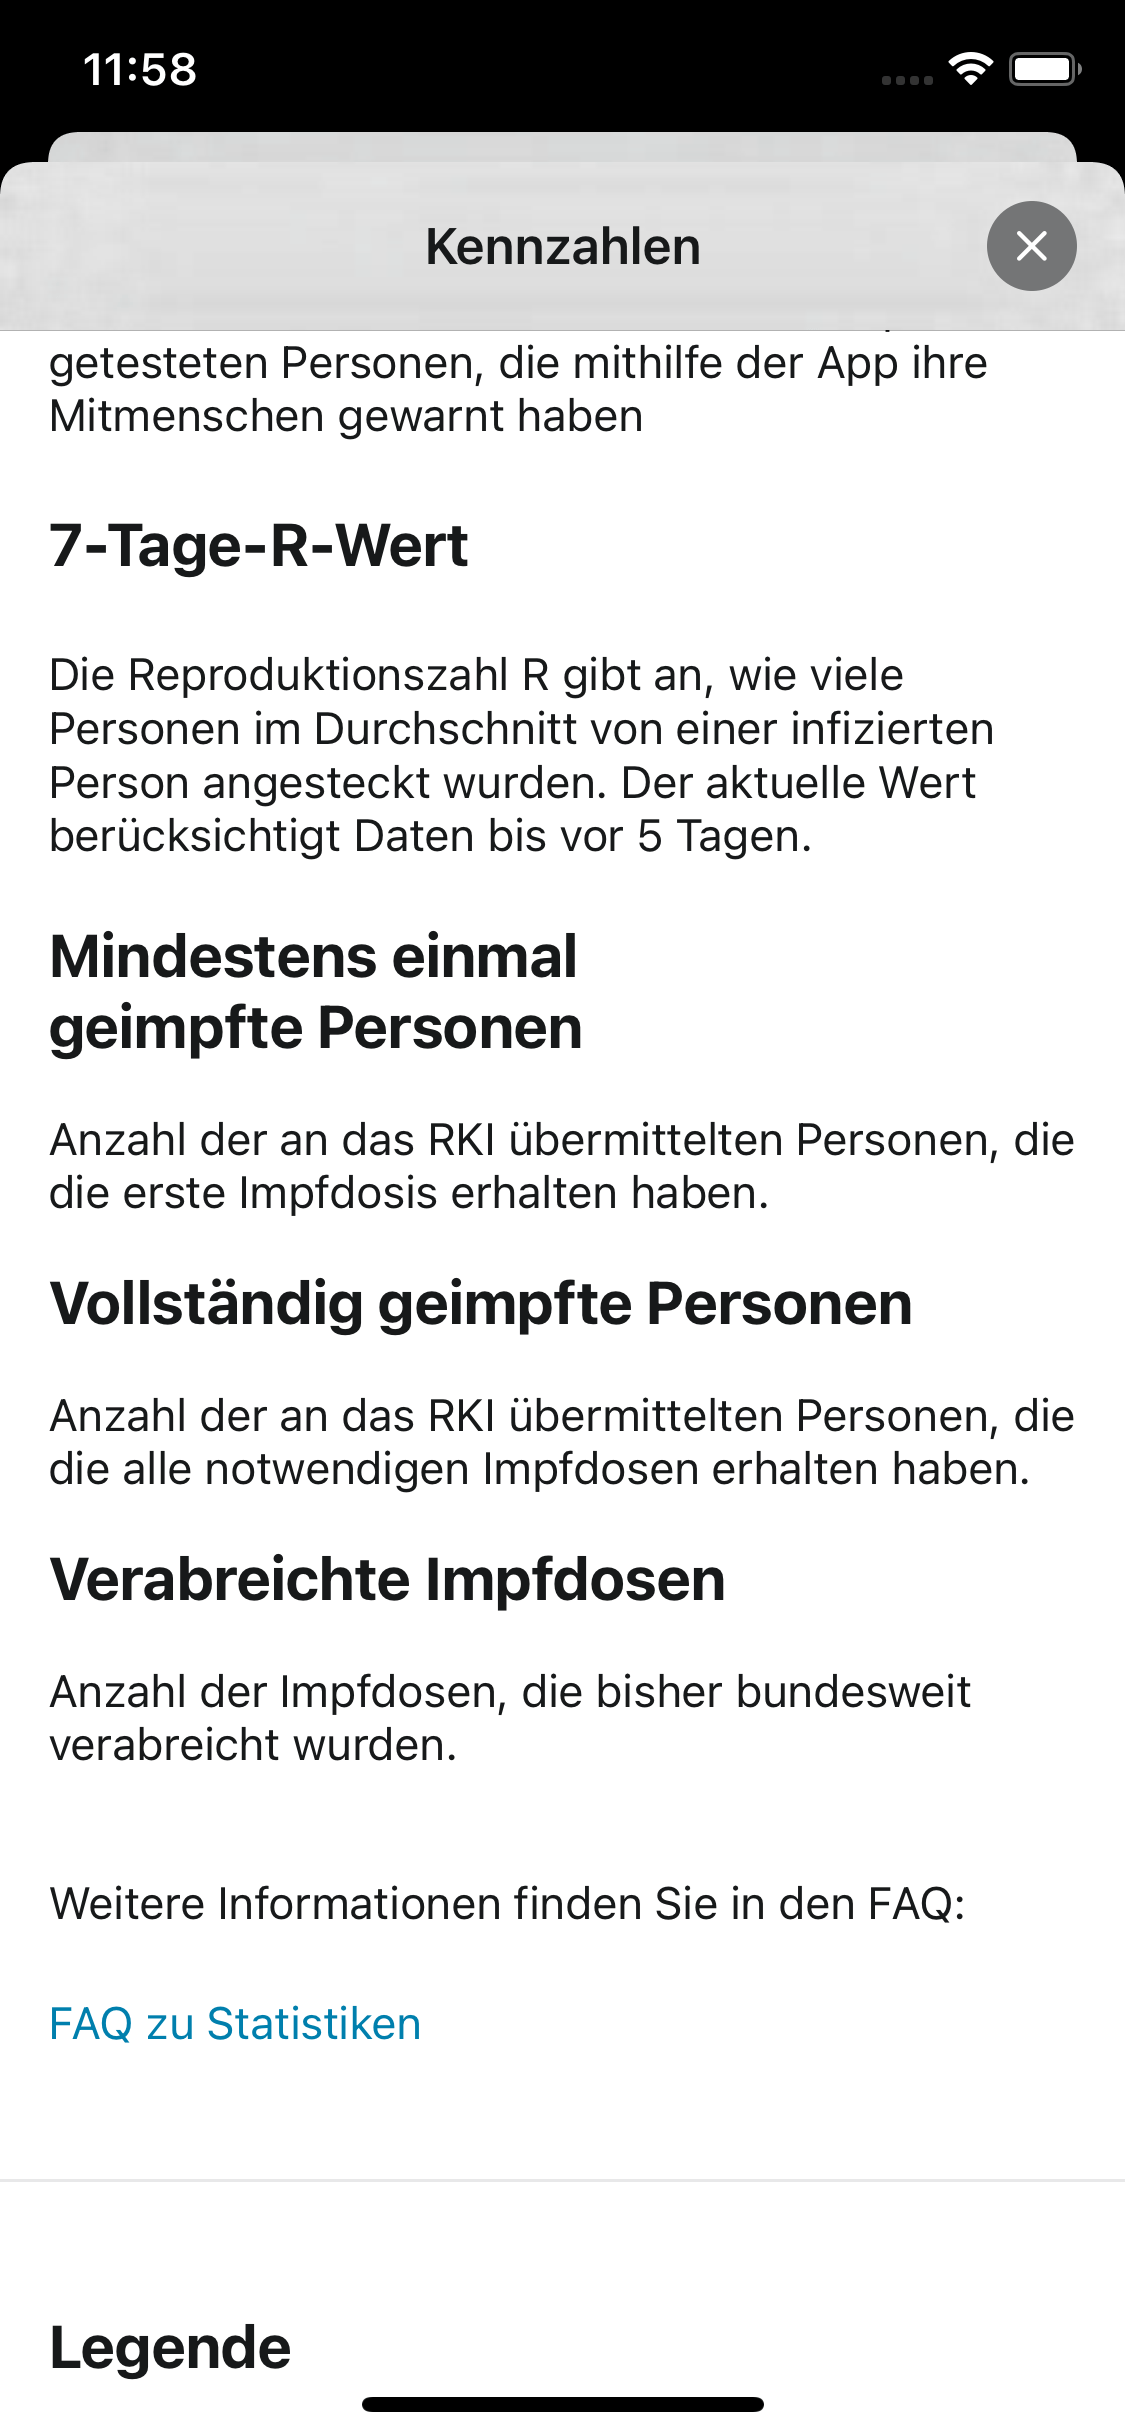 11:58
Kennzahlen
getesteten Personen, die mithilfe der App ihre
Mitmenschen gewarnt haben
7-Tage-R-Wert
Die Reproduktionszahl R gibt an, wie viele
Personen im Durchschnitt von einer infizierten
Person angesteckt wurden. Der aktuelle Wert
berücksichtigt Daten bis vor 5 Tagen.
Mindestens einmal
geimpfte Personen
Anzahl der an das RKI übermittelten Personen, die
die erste Impfdosis erhalten haben.
Vollständig geimpfte Personen
Anzahl der an das RKI übermittelten Personen, die
die alle notwendigen Impfdosen erhalten haben.
Verabreichte Impfdosen
Anzahl der Impfdosen, die bisher bundesweit
verabreicht wurden.
Weitere Informationen finden Sie in den FAQ:
FAQ zu Statistiken
Legende